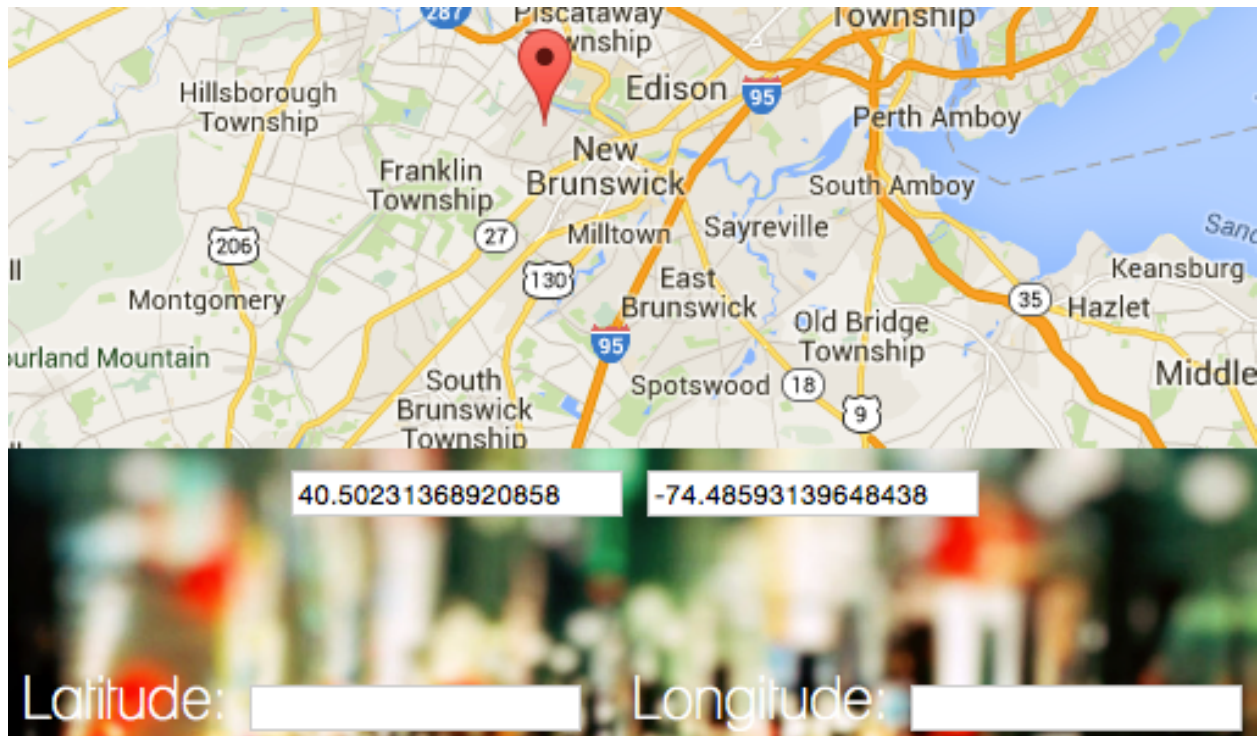 287
Piscataway
Township
Township
Hillsborough
Township
Edison
95
Perth Amboy
New
Brunswick
Franklin
Township
South Amboy
206
27
Milltown
Sayreville
130
East
Brunswick
Keansburg
35
Hazlet
Montgomery
Old Bridge
Township
95
ourland Mountain
South
Brunswick
Township
Spotswood
18
9
Middle
40.50231368920858
-74.48593139648438
Latitude:
Longitude: